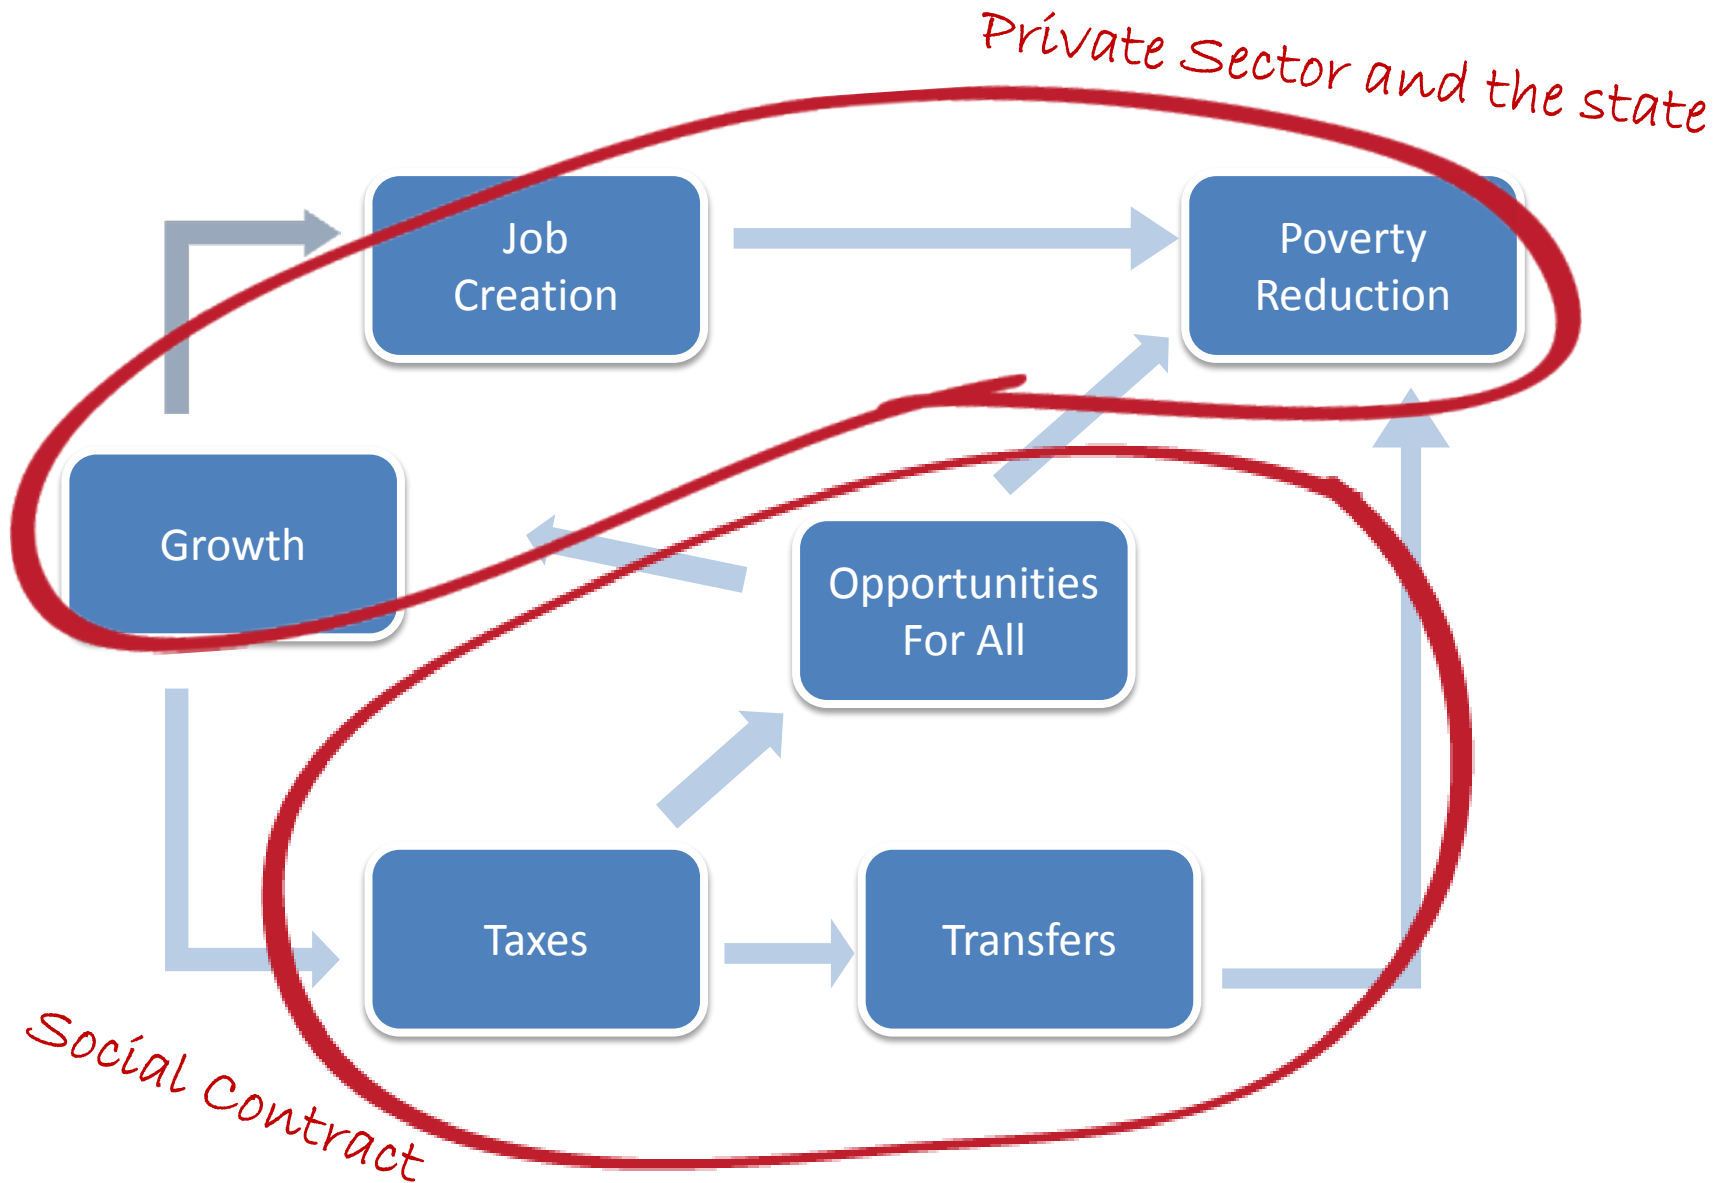 Private Sector and the state
Job
Creation
Poverty
Reduction
Growth
Opportunities
For All
Taxes
Transfers
Social Contract